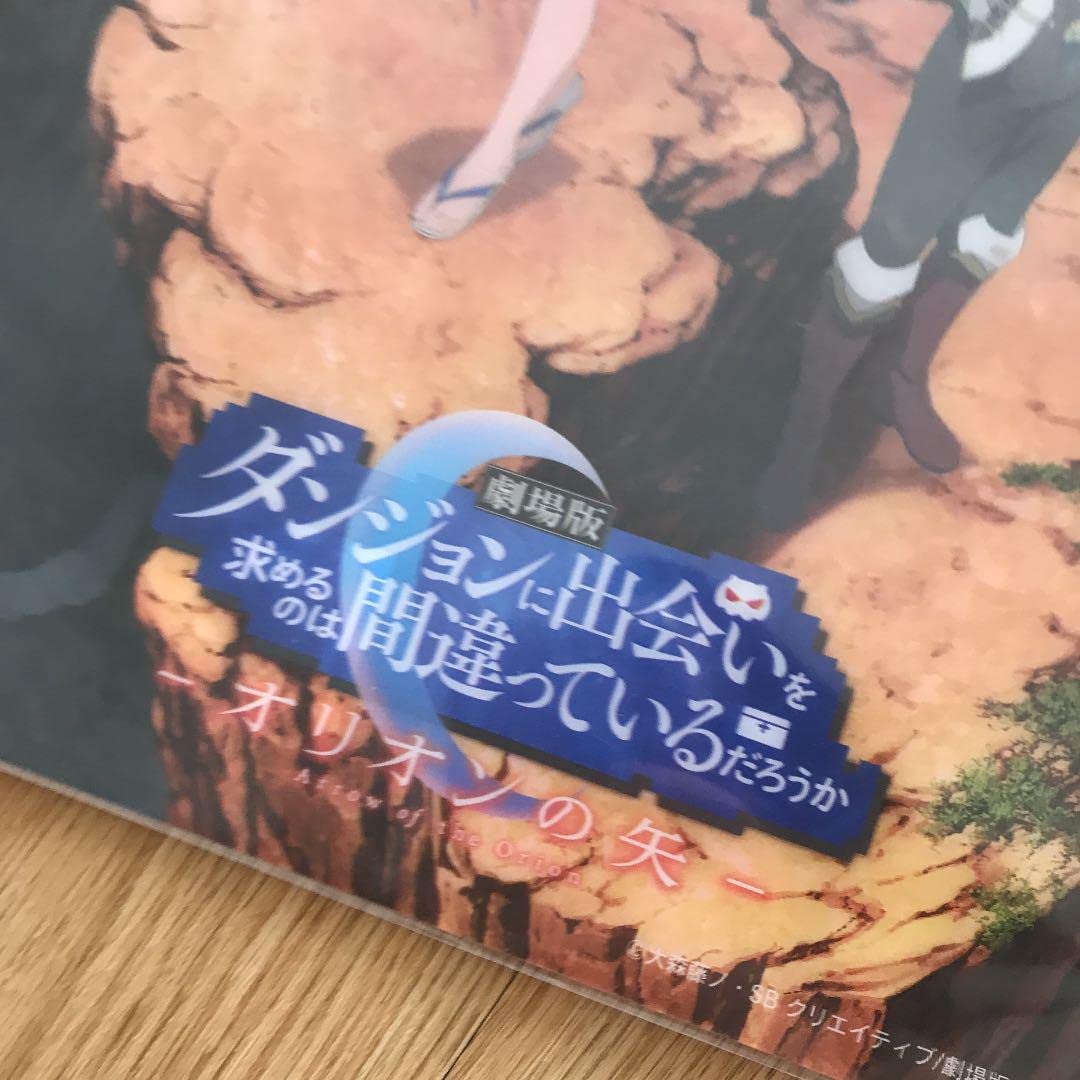 劇場版
ダンジョンに出会いを
求めるのは間違っているだろうか
－オリオンの矢－
Arrow of the Orion
©大森藤ノ・SBクリエイティブ/劇場版